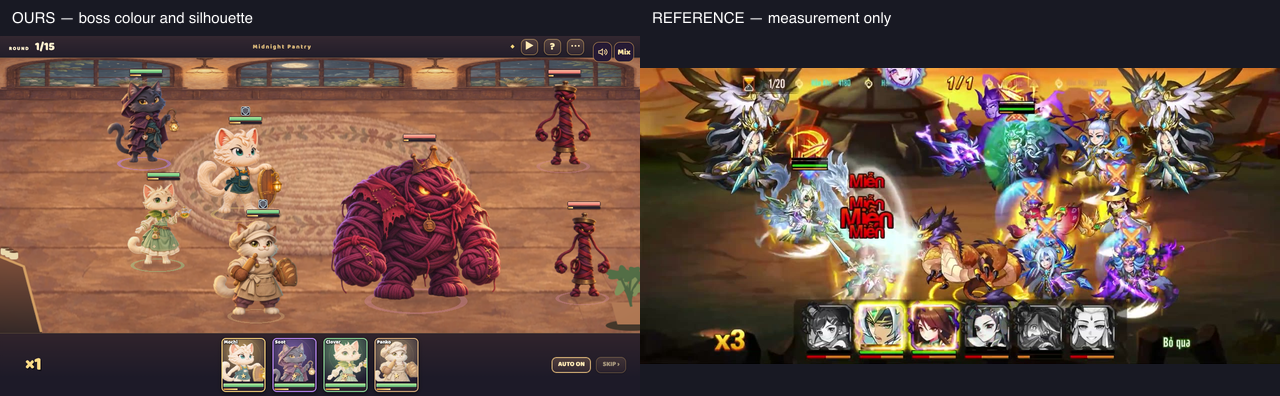 OURS — boss colour and silhouette
REFERENCE — measurement only
ROUND 1/15
Midnight Pantry
?
Mix
1/20
1/1
Miễn
Miễn
Miễn
Miễn
Mochi
Soot
Clover
Panko
×1
AUTO ON
SKIP
x3
Bỏ qua